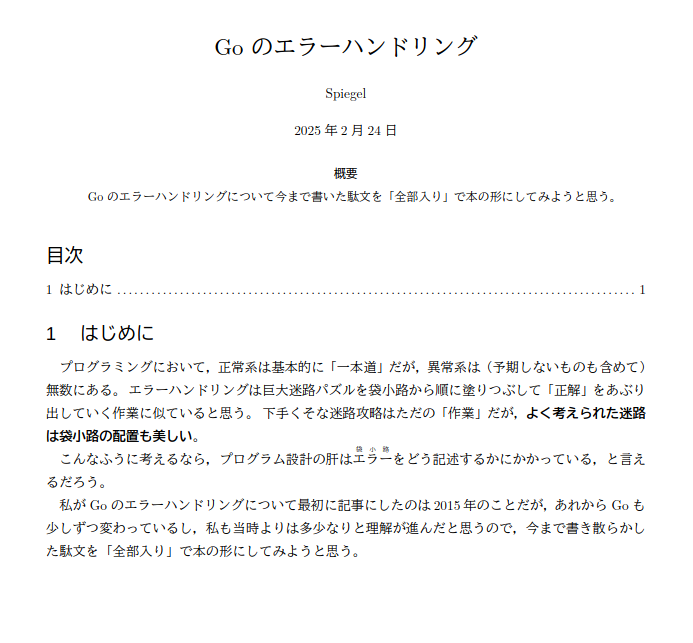 Go のエラーハンドリング
Spiegel
2025 年 2 月 24 日
概要
Go のエラーハンドリングについて今まで書いた駄文を「全部入り」で本の形にしてみようと思う。
目次
1 はじめに ........................................................................................... 1
1 はじめに
プログラミングにおいて，正常系は基本的に「一本道」だが，異常系は（予期しないものも含めて）
無数にある。 エラーハンドリングは巨大迷路パズルを袋小路から順に塗りつぶして「正解」をあぶり
出していく作業に似ていると思う。 下手くそな迷路攻略はただの「作業」だが，よく考えられた迷路
は袋小路の配置も美しい。
袋小路
こんなふうに考えるなら，プログラム設計の肝はエラーをどう記述するかにかかっている，と言え
るだろう。
私が Go のエラーハンドリングについて最初に記事にしたのは 2015 年のことだが，あれから Go も
少しずつ変わっているし，私も当時よりは多少なりと理解が進んだと思うので，今まで書き散らかし
た駄文を「全部入り」で本の形にしてみようと思う。